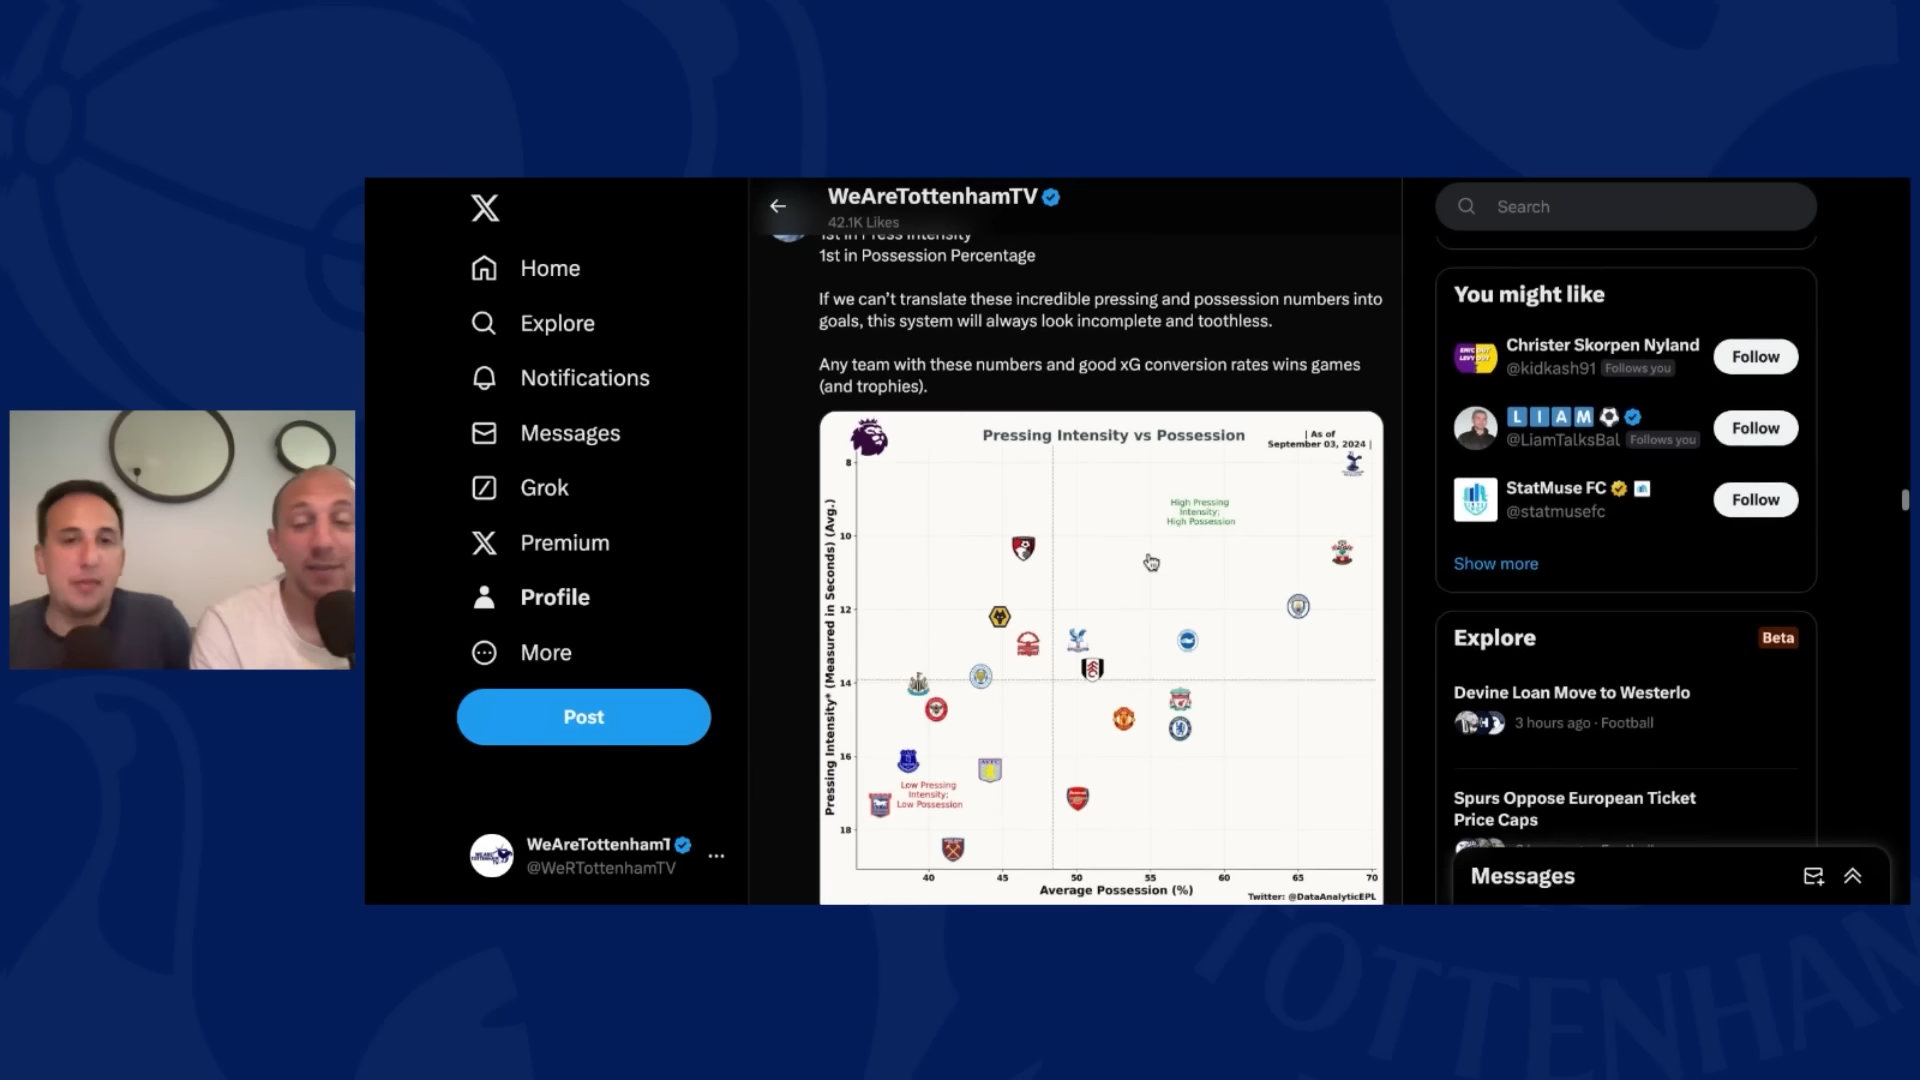 Home
Explore
Notifications
Messages
Grok
Premium
Profile
More
Post
WeAreTottenhamT
@WeRTottenhamTV
WeAreTottenhamTV
42.1K Likes
1st in Press Intensity
1st in Possession Percentage
If we can’t translate these incredible pressing and possession numbers into
goals, this system will always look incomplete and toothless.
Any team with these numbers and good xG conversion rates wins games
(and trophies).
Pressing Intensity vs Possession
| As of
September 03, 2024 |
High Pressing
Intensity;
High Possession
Low Pressing
Intensity;
Low Possession
Pressing Intensity* (Measured in Seconds) (Avg.)
8
10
12
14
16
18
40
45
50
55
60
65
70
Average Possession (%)
Twitter: @DataAnalyticEPL
Search
You might like
Christer Skorpen Nyland
@kidkash91 Follows you
Follow
LIAM
@LiamTalksBal Follows you
Follow
StatMuse FC
@statmusefc
Follow
Show more
Explore
Beta
Devine Loan Move to Westerlo
3 hours ago · Football
Spurs Oppose European Ticket
Price Caps
Messages
TOTTENHAM